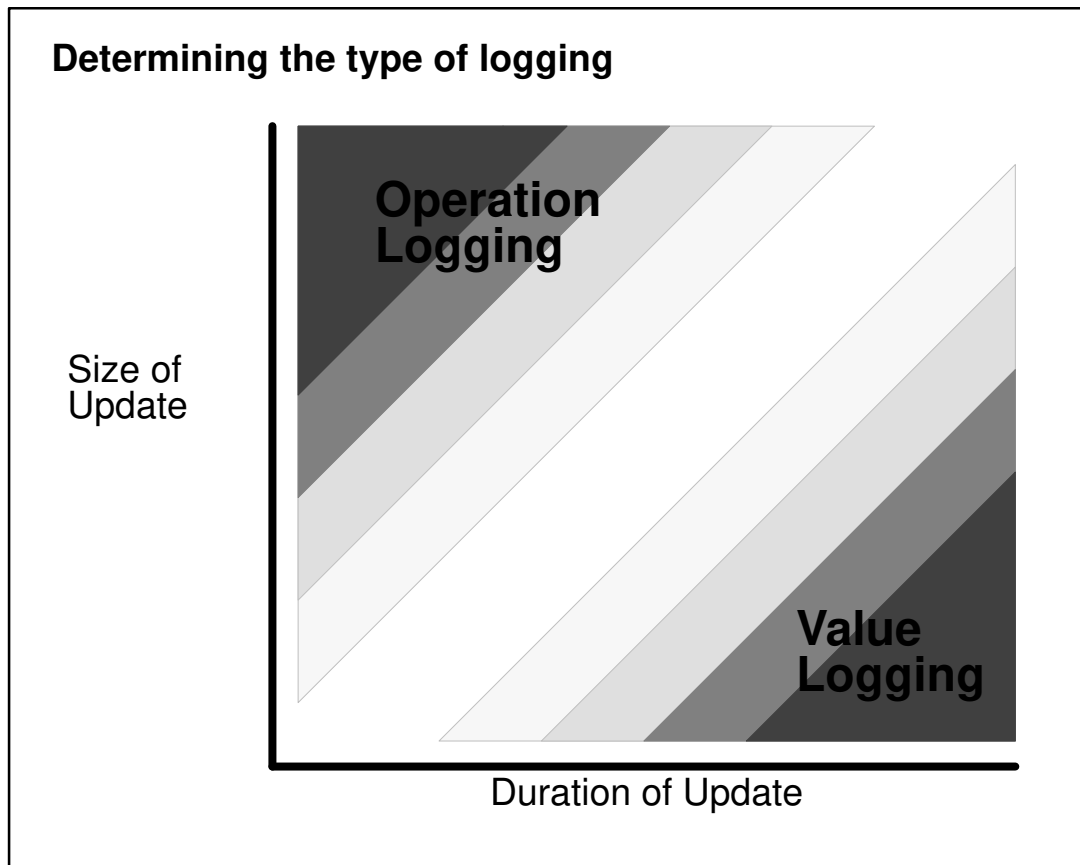 Determining the type of logging
Operation
Logging
Size of
Update
Value
Logging
Duration of Update